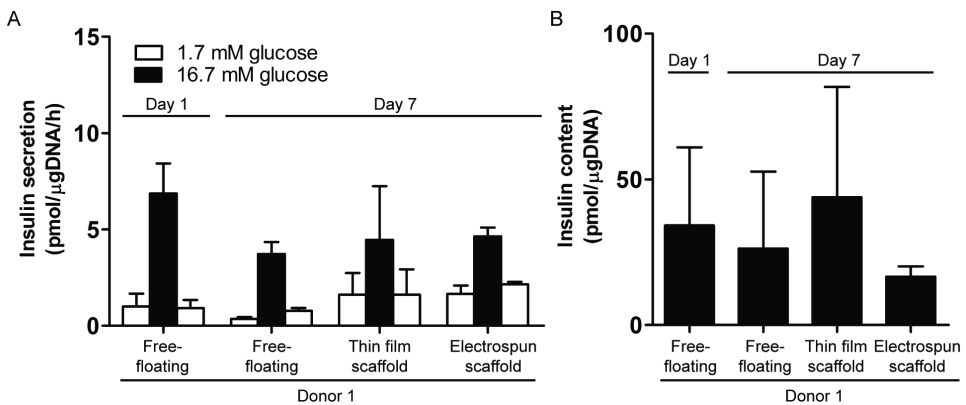 A
Insulin secretion
(pmol/μgDNA/h)
15
10
5
0
1.7 mM glucose
16.7 mM glucose
Day 1
Day 7
Free-
floating
Free-
floating
Thin film
scaffold
Electrospun
scaffold
Donor 1
B
Insulin content
(pmol/μgDNA)
100
50
0
Day 1
Day 7
Free-
floating
Free-
floating
Thin film
scaffold
Electrospun
scaffold
Donor 1